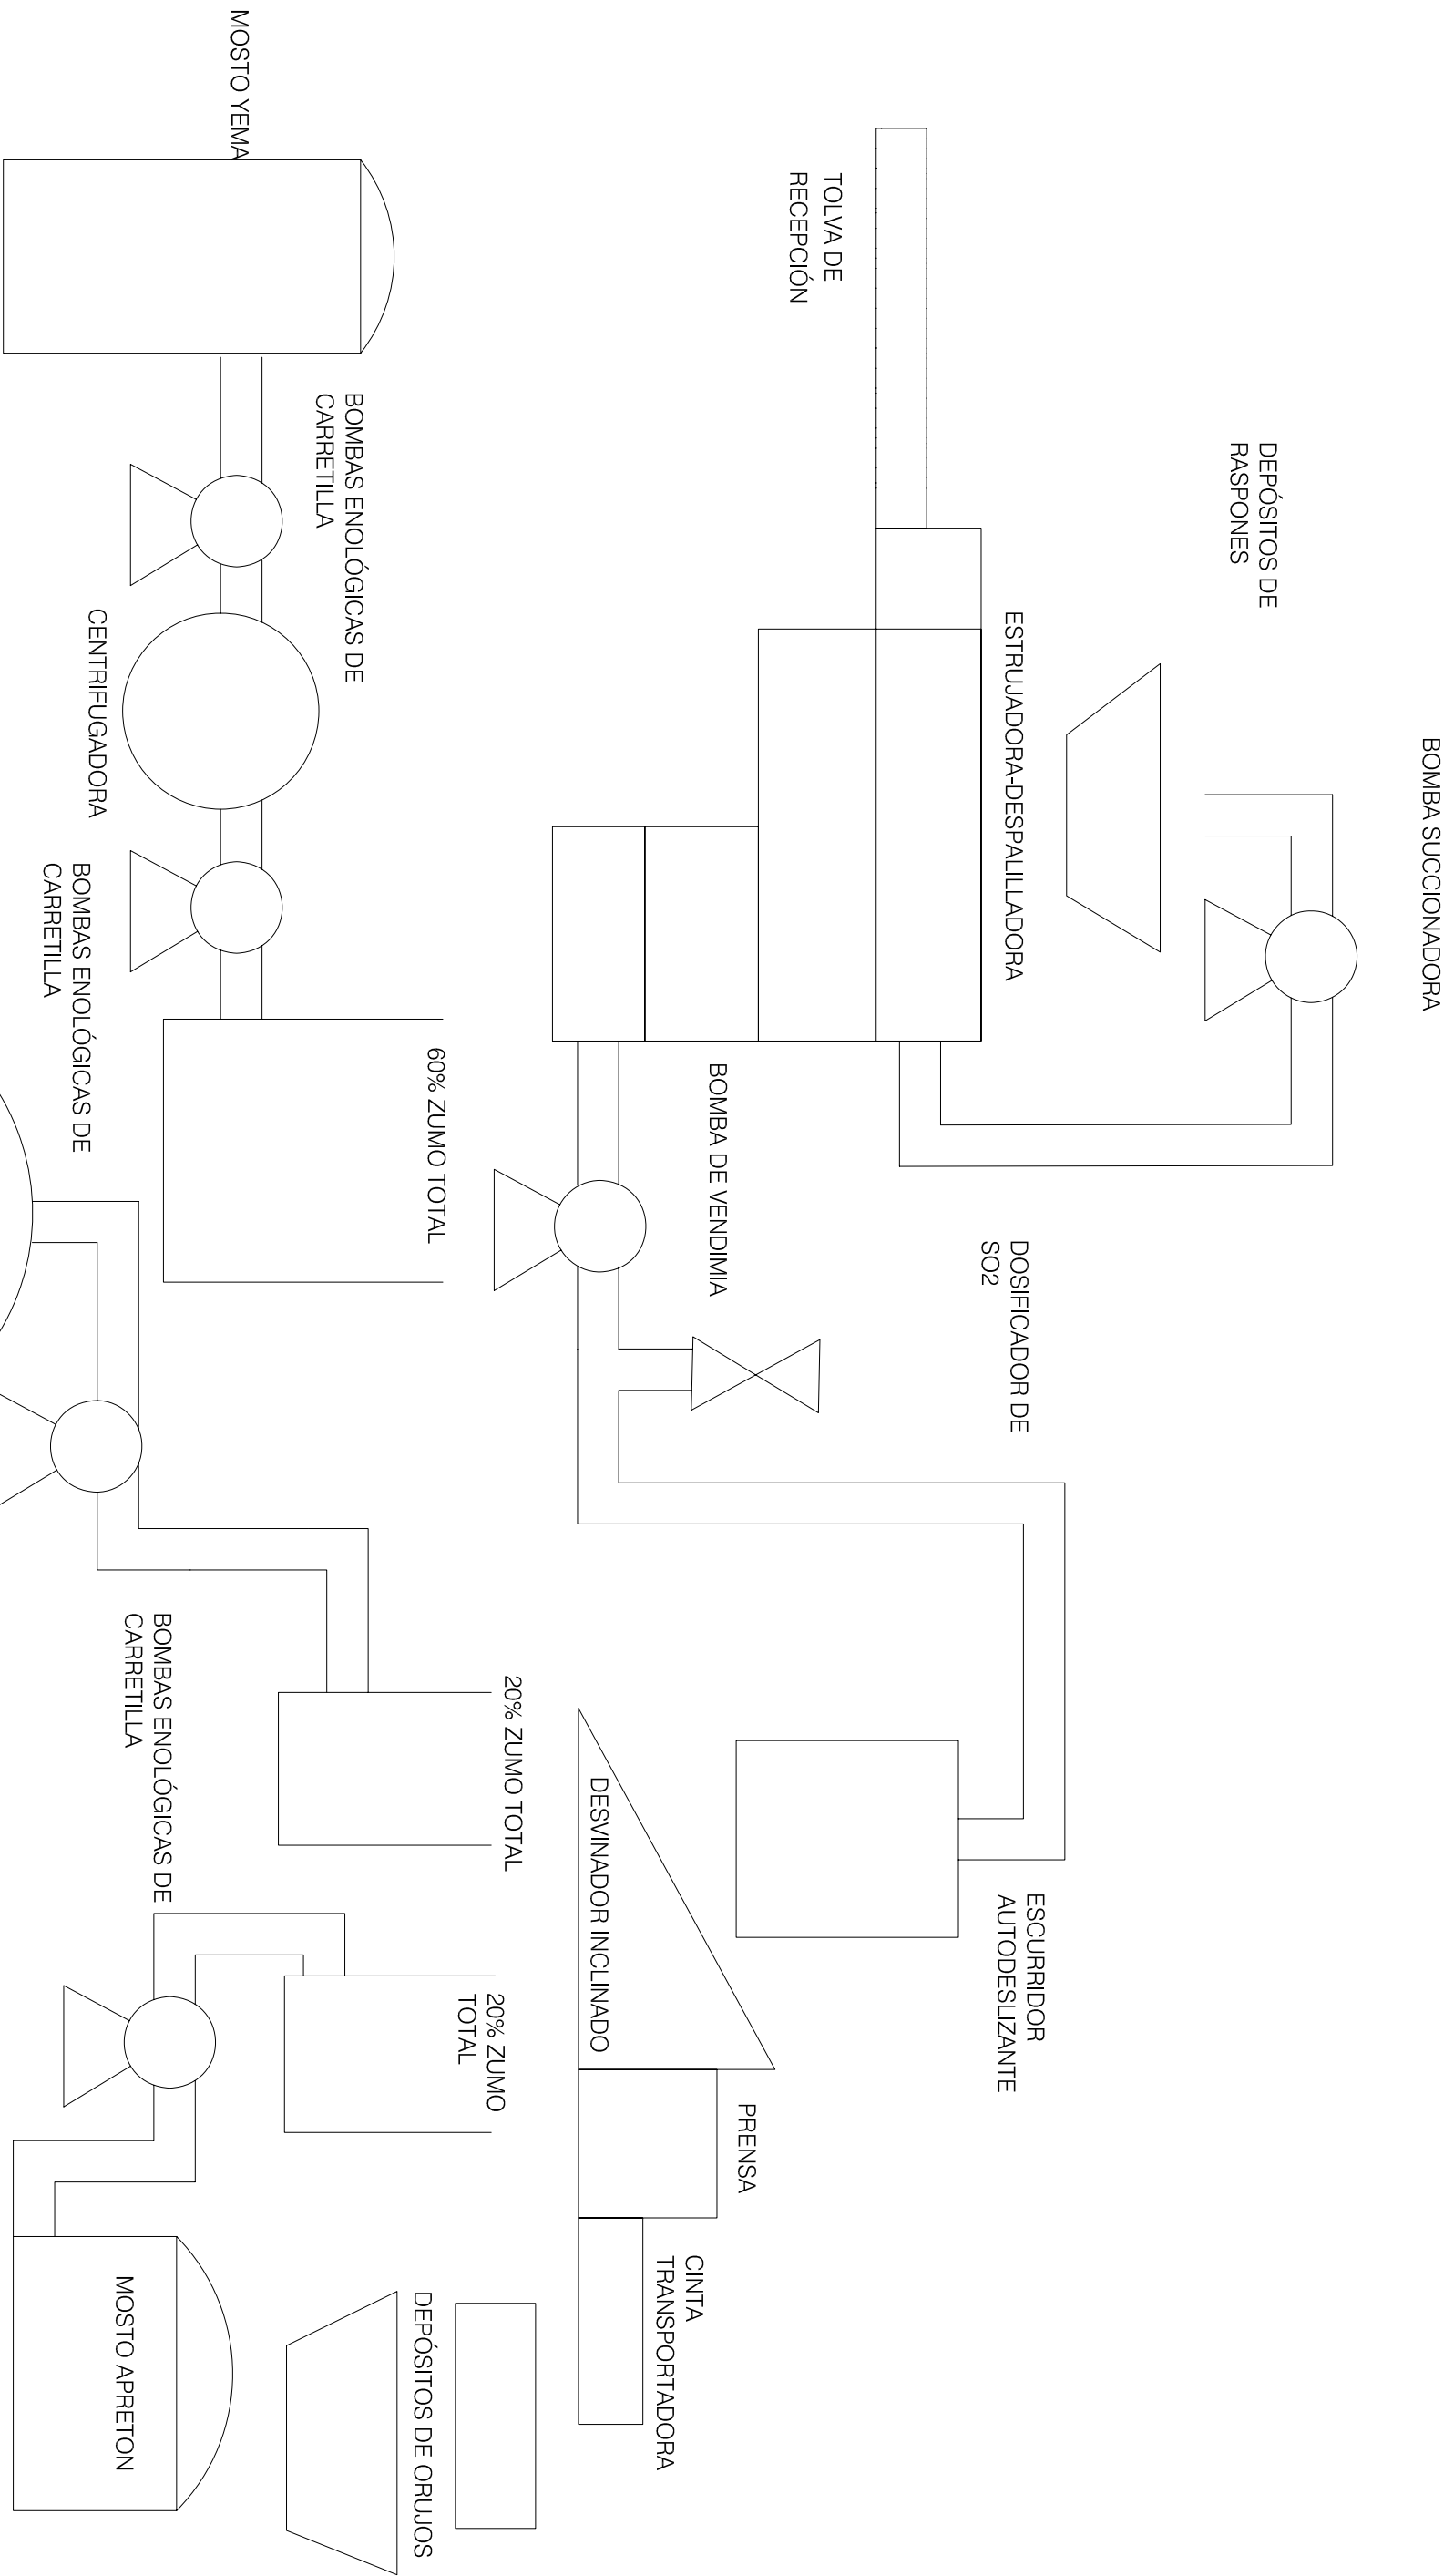 BOMBA SUCCIONADORA
DEPÓSITOS DE
RASPONES
ESTRUJADORA-DESPALILLADORA
DOSIFICADOR DE
SO2
ESCURRIDOR
AUTODESLIZANTE
TOLVA DE
RECEPCIÓN
BOMBA DE VENDIMIA
PRENSA
CINTA
TRANSPORTADORA
DESVINADOR INCLINADO
20% ZUMO TOTAL
20% ZUMO
TOTAL
60% ZUMO TOTAL
DEPÓSITOS DE ORUJOS
BOMBAS ENOLÓGICAS DE
CARRETILLA
MOSTO YEMA
BOMBAS ENOLÓGICAS DE
CARRETILLA
MOSTO APRETON
CENTRIFUGADORA
BOMBAS ENOLÓGICAS DE
CARRETILLA